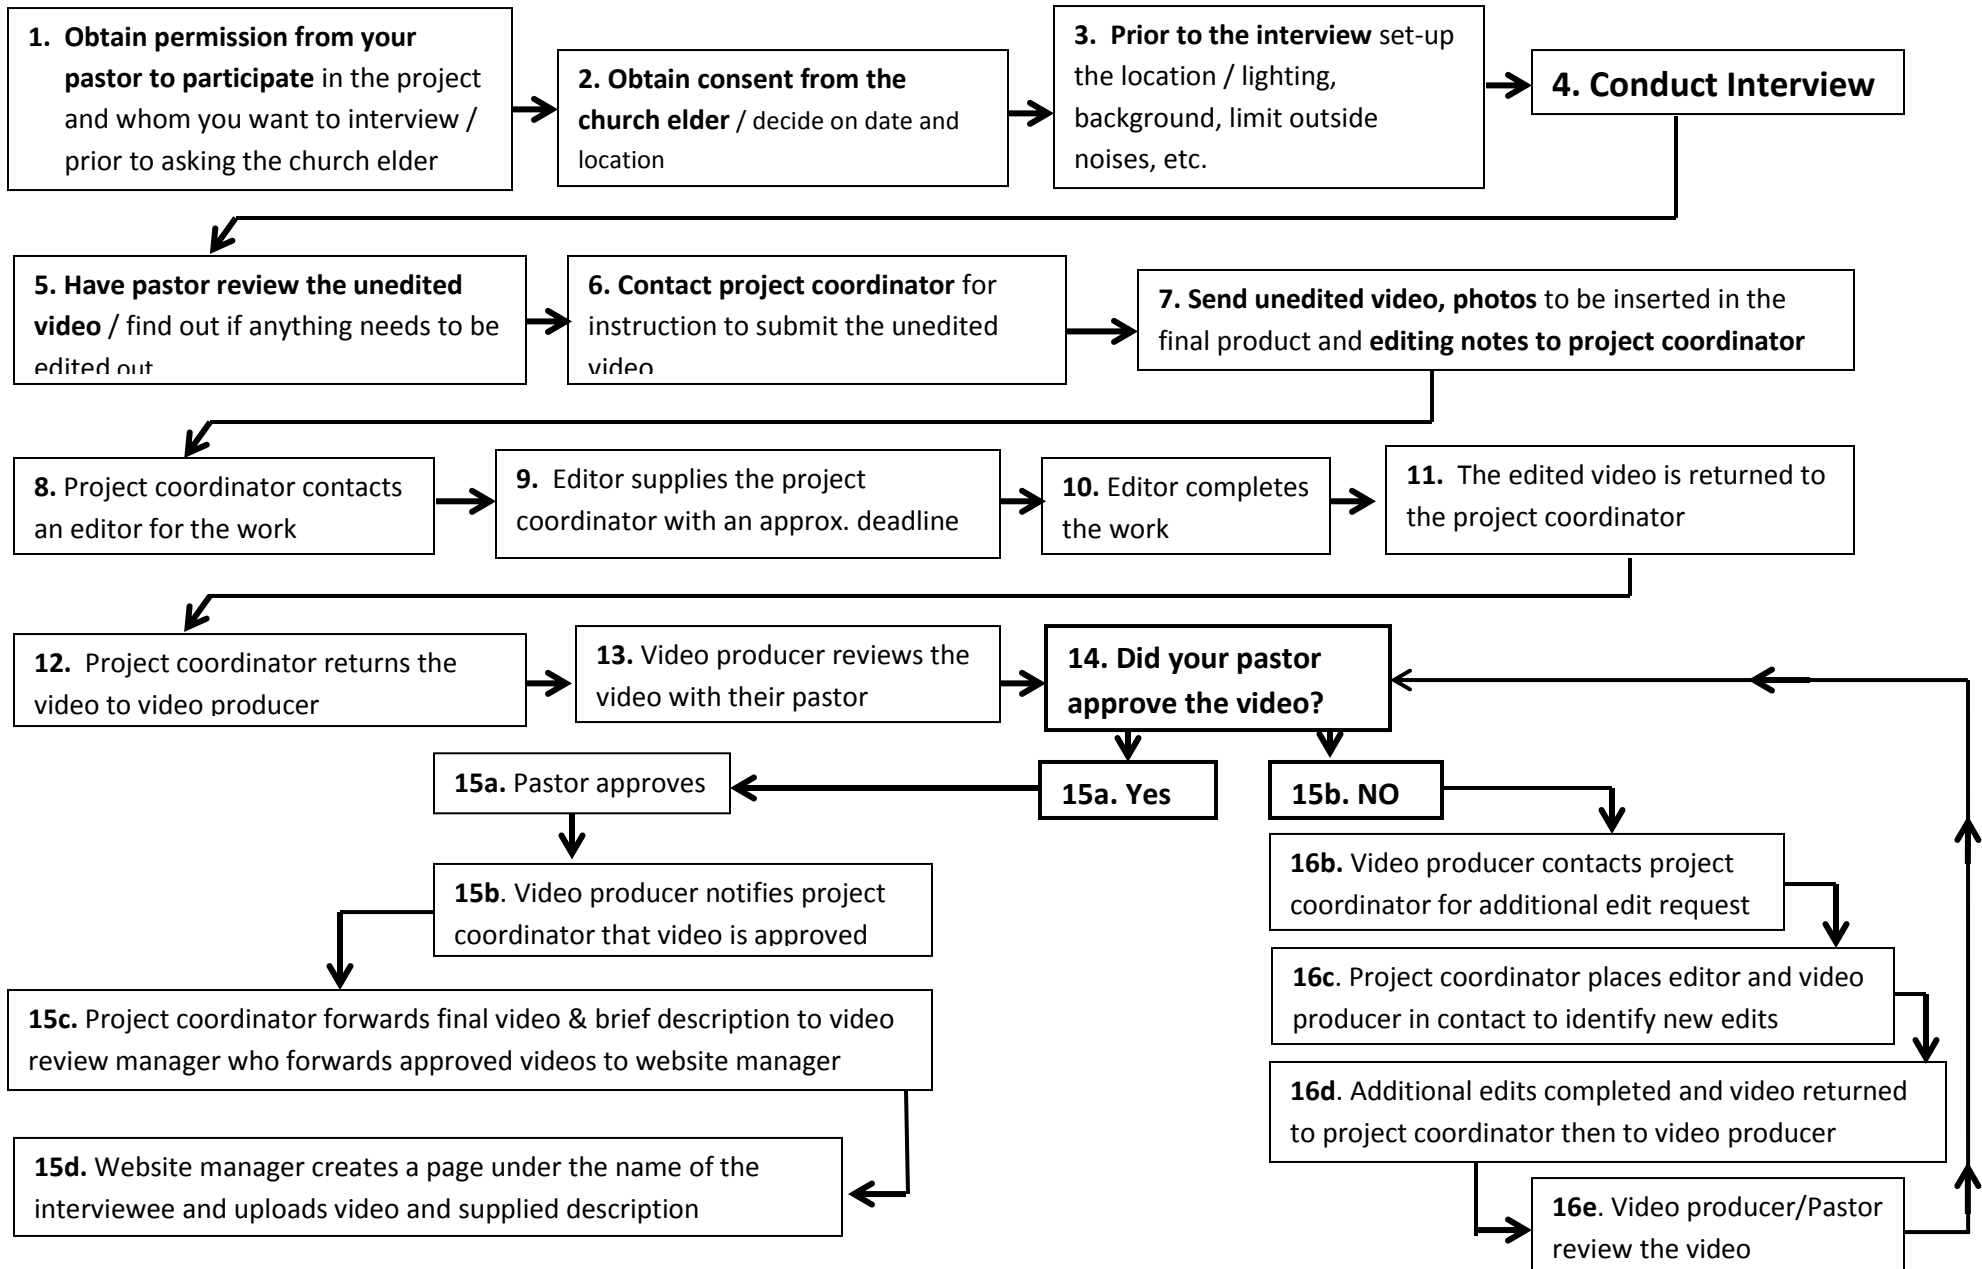 1. Obtain permission from your
pastor to participate in the project
and whom you want to interview /
prior to asking the church elder
2. Obtain consent from the
church elder / decide on date and
location
3. Prior to the interview set-up
the location / lighting,
background, limit outside
noises, etc.
4. Conduct Interview
5. Have pastor review the unedited
video / find out if anything needs to be
edited out
6. Contact project coordinator for
instruction to submit the unedited
video
7. Send unedited video, photos to be inserted in the
final product and editing notes to project coordinator
8. Project coordinator contacts
an editor for the work
9. Editor supplies the project
coordinator with an approx. deadline
10. Editor completes
the work
11. The edited video is returned to
the project coordinator
12. Project coordinator returns the
video to video producer
13. Video producer reviews the
video with their pastor
14. Did your pastor
approve the video?
15a. Pastor approves
15a. Yes
15b. NO
15b. Video producer notifies project
coordinator that video is approved
15c. Project coordinator forwards final video & brief description to video
review manager who forwards approved videos to website manager
15d. Website manager creates a page under the name of the
interviewee and uploads video and supplied description
16b. Video producer contacts project
coordinator for additional edit request
16c. Project coordinator places editor and video
producer in contact to identify new edits
16d. Additional edits completed and video returned
to project coordinator then to video producer
16e. Video producer/Pastor
review the video